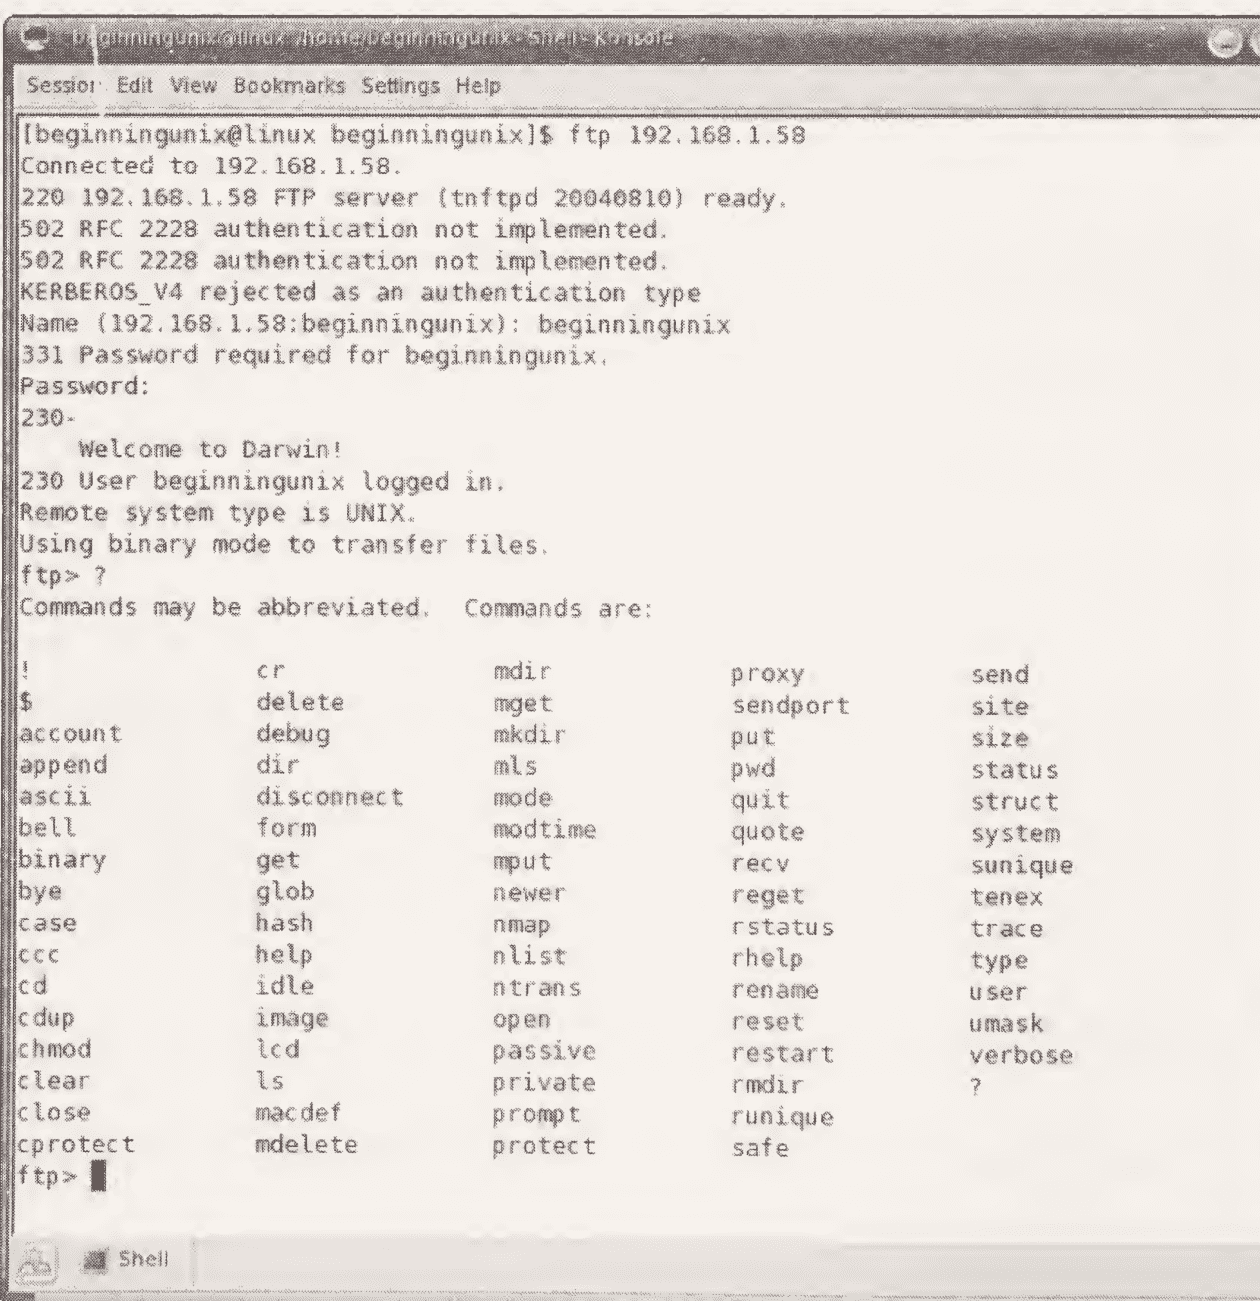 beginningunix@linux: /home/beginningunix - Shell - Konsole
Session Edit View Bookmarks Settings Help
[beginningunix@linux beginningunix]$ ftp 192.168.1.58
Connected to 192.168.1.58.
220 192.168.1.58 FTP server (tnftpd 20040810) ready.
502 RFC 2228 authentication not implemented.
502 RFC 2228 authentication not implemented.
KERBEROS_V4 rejected as an authentication type
Name (192.168.1.58:beginningunix): beginningunix
331 Password required for beginningunix.
Password:
230-
    Welcome to Darwin!
230 User beginningunix logged in.
Remote system type is UNIX.
Using binary mode to transfer files.
ftp> ?
Commands may be abbreviated.  Commands are:
! cr mdir proxy send
$ delete mget sendport site
account debug mkdir put size
append dir mls pwd status
ascii disconnect mode quit struct
bell form modtime quote system
binary get mput recv sunique
bye glob newer reget tenex
case hash nmap rstatus trace
ccc help nlist rhelp type
cd idle ntrans rename user
cdup image open reset umask
chmod lcd passive restart verbose
clear ls private rmdir ?
close macdef prompt runique
cprotect mdelete protect safe
ftp>
Shell